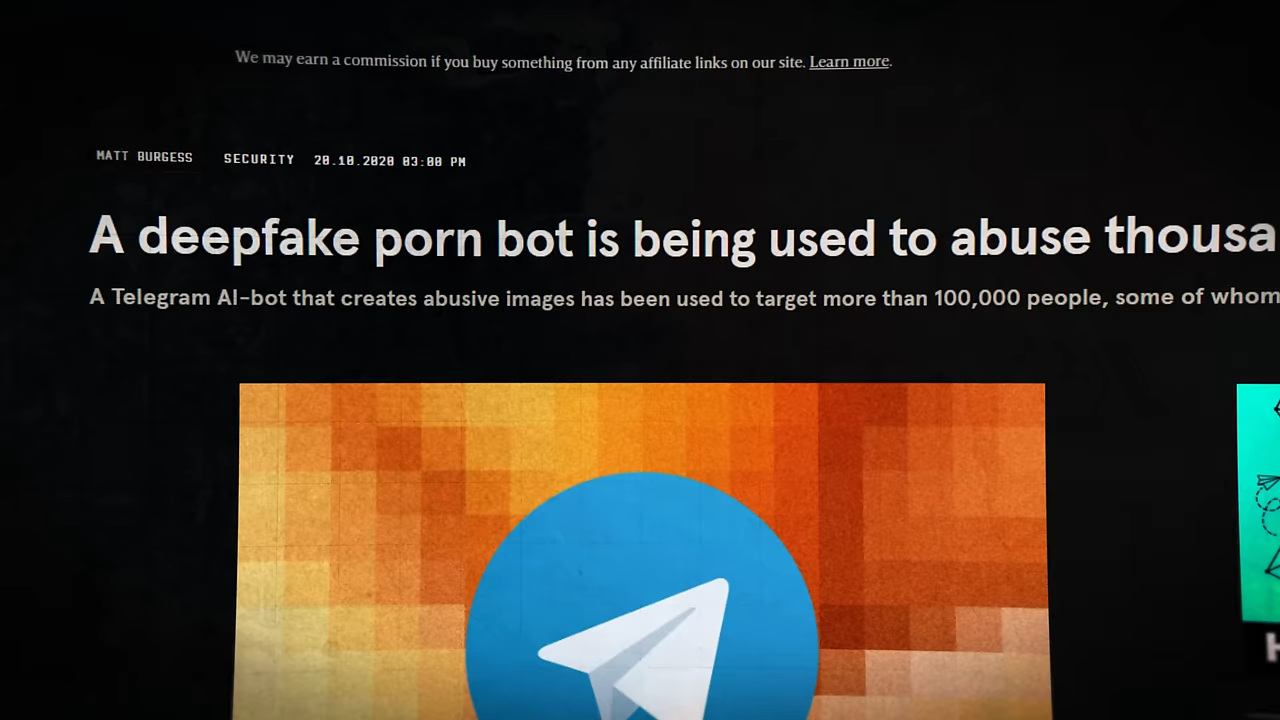 We may earn a commission if you buy something from any affiliate links on our site. Learn more.
MATT BURGESS SECURITY 20.10.2020 03:00 PM
A deepfake porn bot is being used to abuse thousa
A Telegram AI-bot that creates abusive images has been used to target more than 100,000 people, some of whom
H